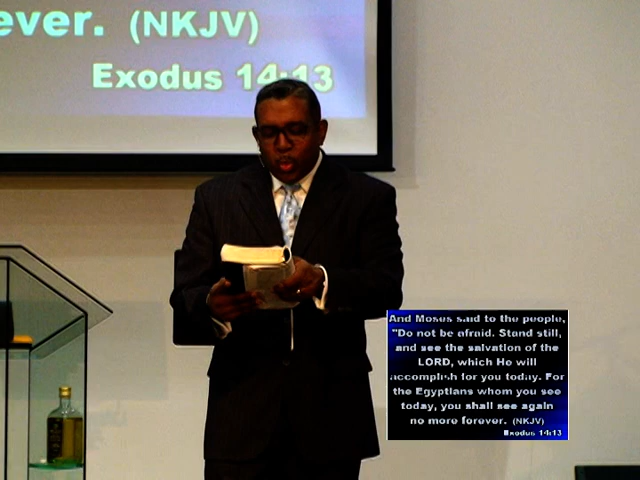 ever. (NKJV)
Exodus 14:13
And Moses said to the people,
"Do not be afraid. Stand still,
and see the salvation of the
LORD, which He will
accomplish for you today. For
the Egyptians whom you see
today, you shall see again
no more forever. (NKJV)
Exodus 14:13